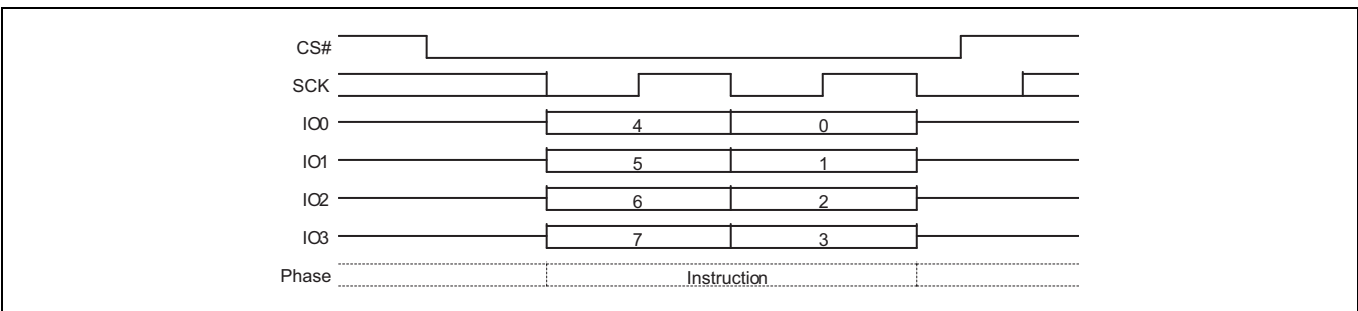 CS#
SCK
IO0 4 0
IO1 5 1
IO2 6 2
IO3 7 3
Phase Instruction